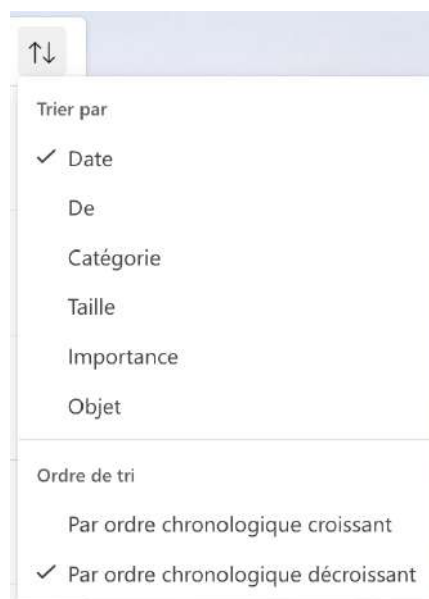 Trier par
Date
De
Catégorie
Taille
Importance
Objet
Ordre de tri
Par ordre chronologique croissant
Par ordre chronologique décroissant